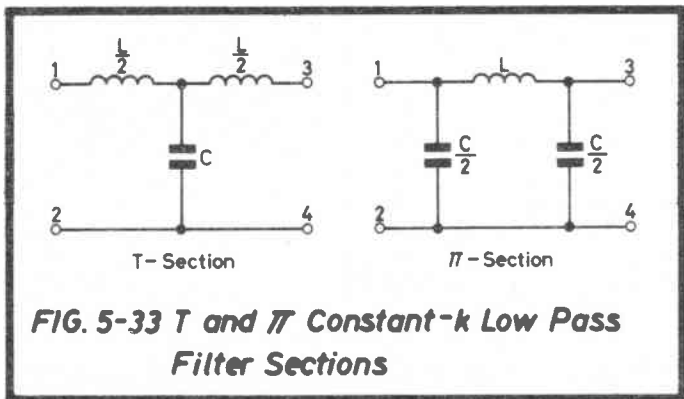 L/2 L/2
1 3
C
2 4
T-Section
L
1 3
C/2 C/2
2 4
π-Section
FIG. 5-33 T and π Constant-k Low Pass
Filter Sections